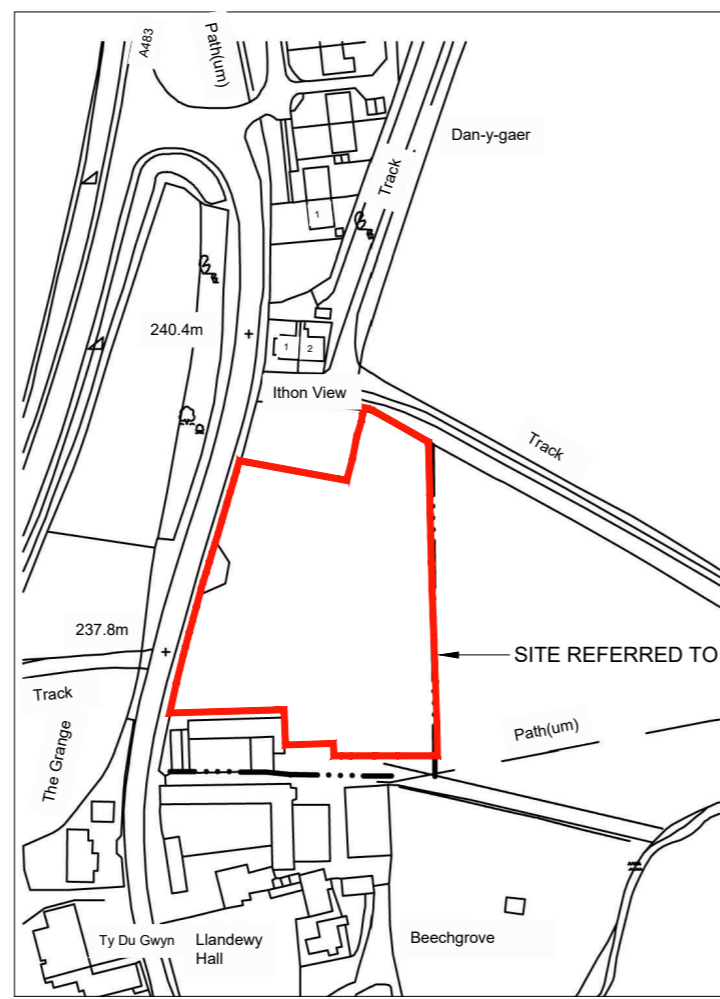 A483
Path(um)
Dan-y-gaer
Track
1
240.4m
1
2
Ithon View
Track
237.8m
SITE REFERRED TO
Track
Path(um)
The Grange
Ty Du Gwyn
Llandewy
Hall
Beechgrove